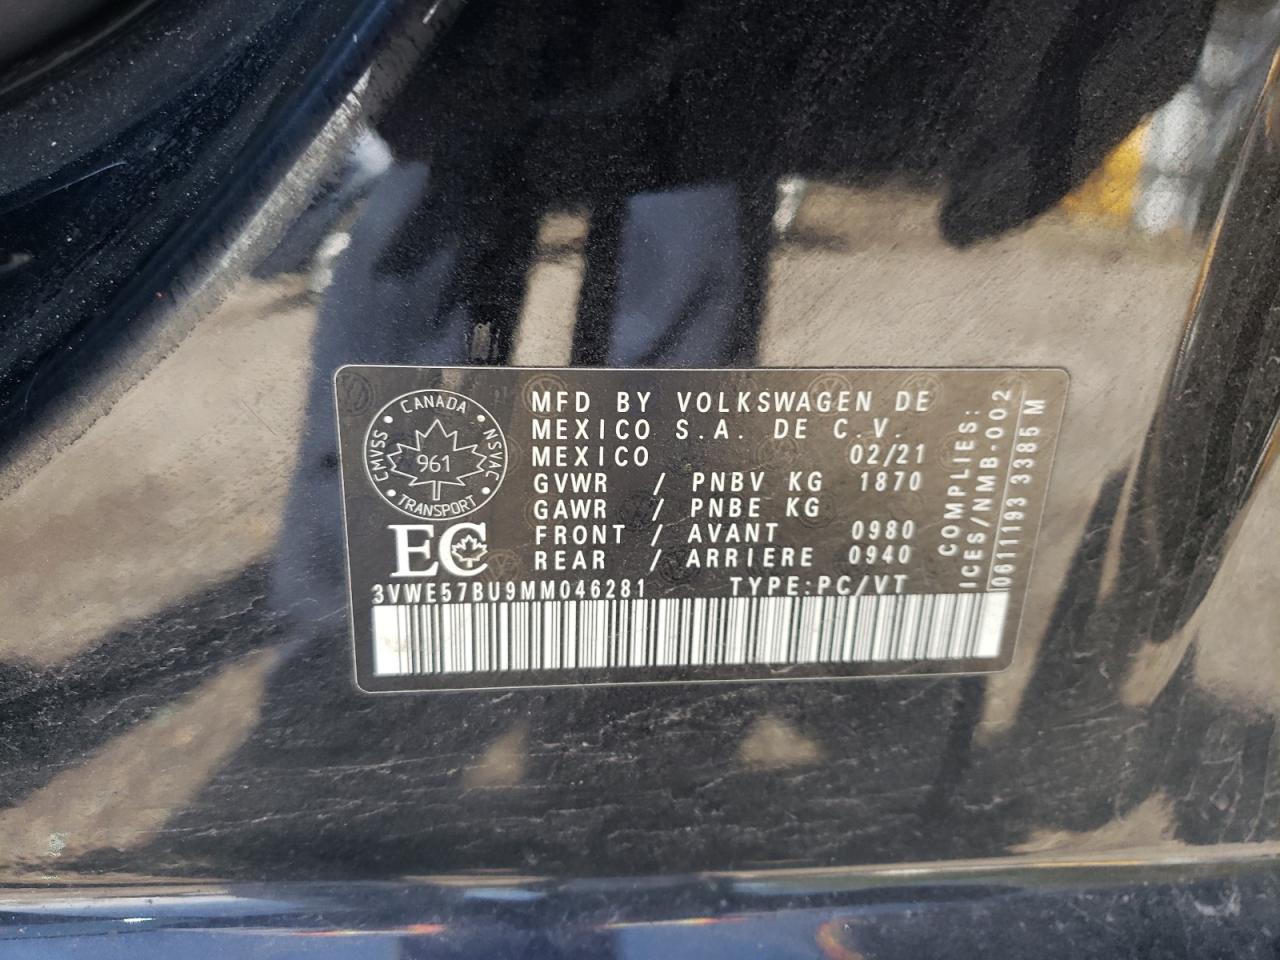 CANADA
CMVSS
961
NSVAC
TRANSPORT
EC
MFD BY VOLKSWAGEN DE
MEXICO S.A. DE C.V.
MEXICO 02/21
GVWR / PNBV KG 1870
GAWR / PNBE KG
FRONT / AVANT 0980
REAR / ARRIERE 0940
3VWE57BU9MM046281 TYPE:PC/VT
COMPLIES:
ICES/NMB.002
0611193 3385 M